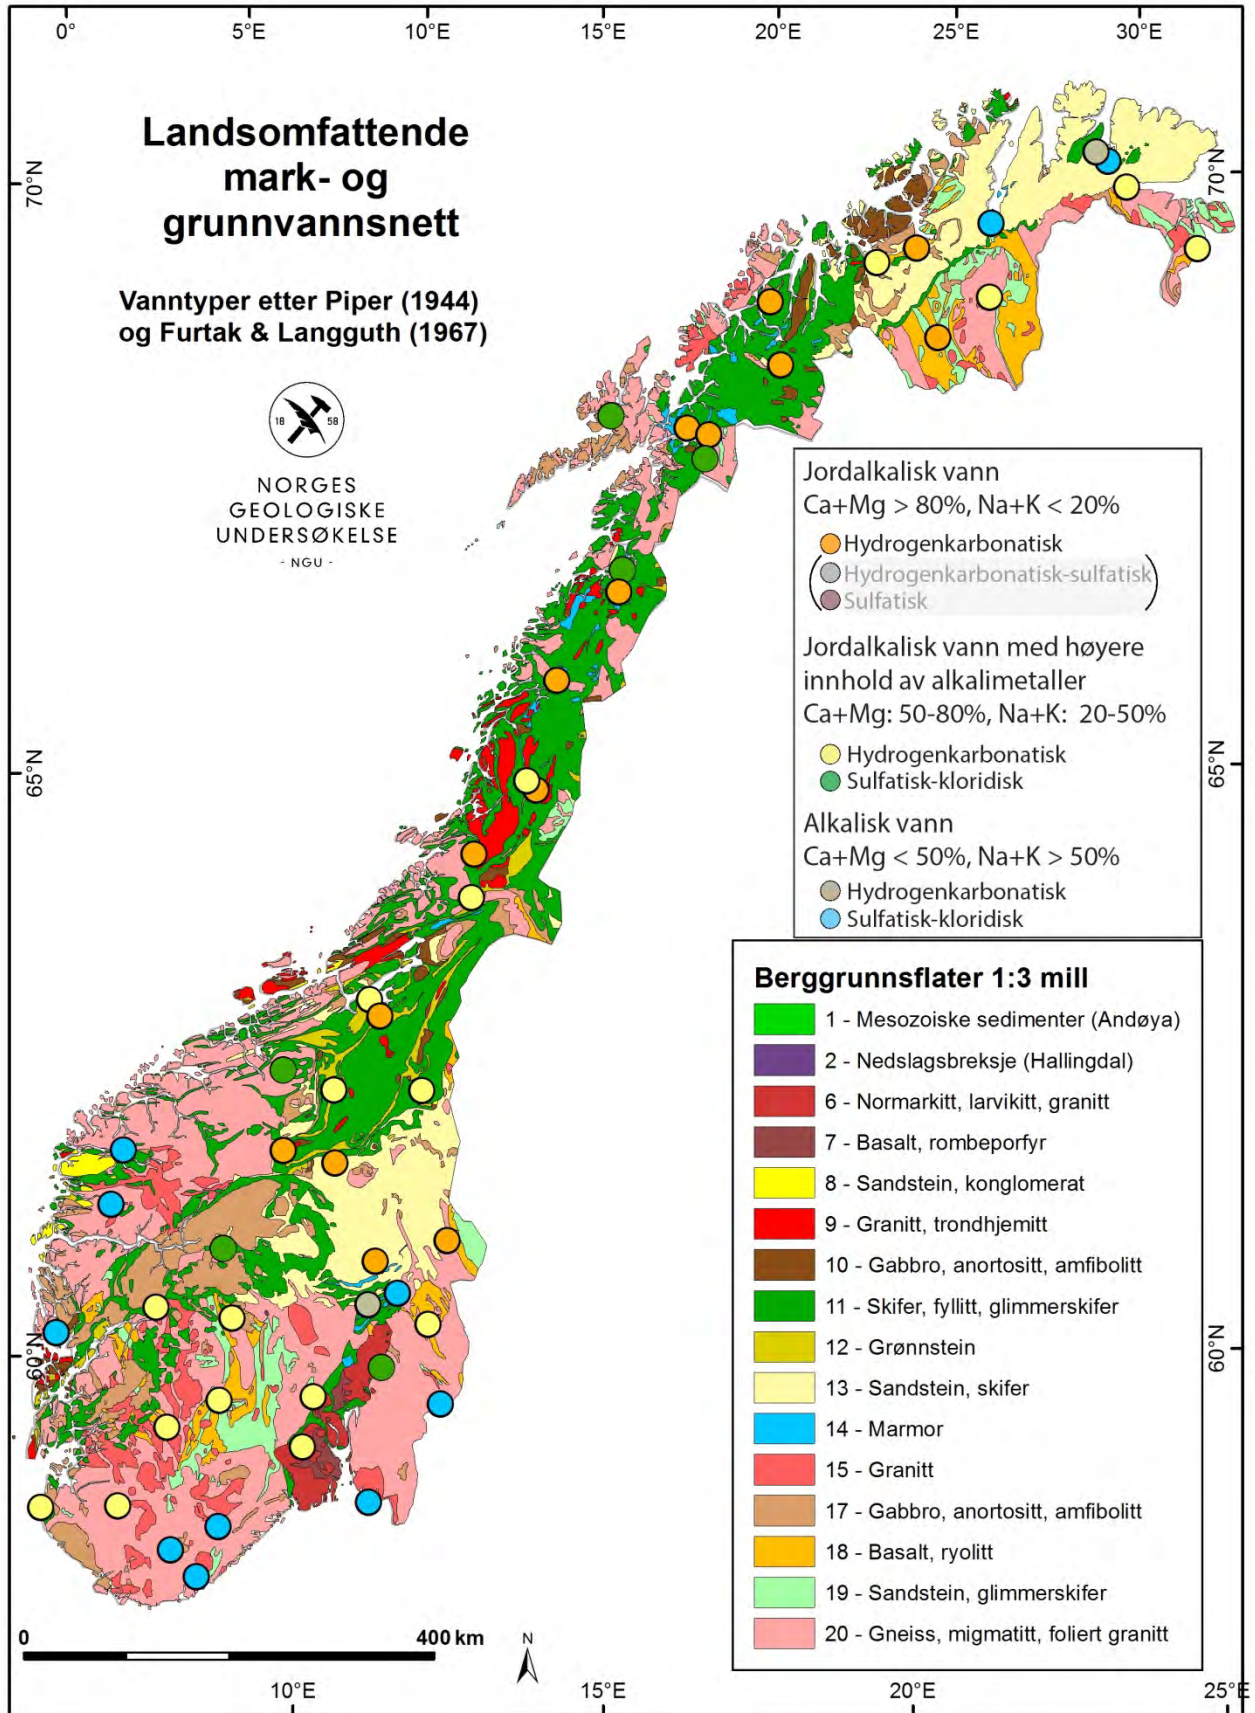 0° 5°E 10°E 15°E 20°E 25°E 30°E
Landsomfattende
mark- og
grunnvannsnett
Vanntyper etter Piper (1944)
og Furtak & Langguth (1967)
18 58
NORGES
GEOLOGISKE
UNDERSØKELSE
- NGU -
70°N
70°N
65°N
65°N
60°N
60°N
Jordalkalisk vann
Ca+Mg > 80%, Na+K < 20%
Hydrogenkarbonatisk
(Hydrogenkarbonatisk-sulfatisk
Sulfatisk)
Jordalkalisk vann med høyere
innhold av alkalimetaller
Ca+Mg: 50-80%, Na+K: 20-50%
Hydrogenkarbonatisk
Sulfatisk-kloridisk
Alkalisk vann
Ca+Mg < 50%, Na+K > 50%
Hydrogenkarbonatisk
Sulfatisk-kloridisk
Berggrunnsflater 1:3 mill
1 - Mesozoiske sedimenter (Andøya)
2 - Nedslagsbreksje (Hallingdal)
6 - Normarkitt, larvikitt, granitt
7 - Basalt, rombeporfyr
8 - Sandstein, konglomerat
9 - Granitt, trondhjemitt
10 - Gabbro, anortositt, amfibolitt
11 - Skifer, fyllitt, glimmerskifer
12 - Grønnstein
13 - Sandstein, skifer
14 - Marmor
15 - Granitt
17 - Gabbro, anortositt, amfibolitt
18 - Basalt, ryolitt
19 - Sandstein, glimmerskifer
20 - Gneiss, migmatitt, foliert granitt
0 400 km
N
10°E 15°E 20°E 25°E